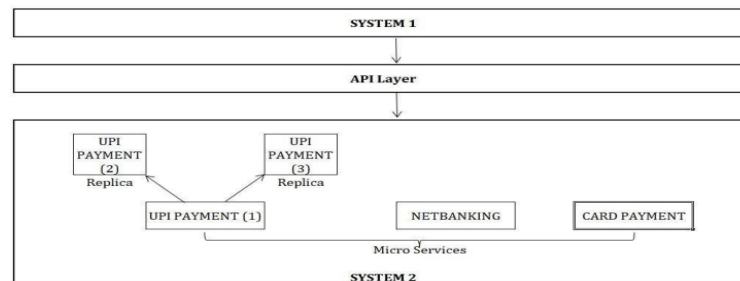 SYSTEM 1
API Layer
UPI
PAYMENT
(2)
Replica
UPI
PAYMENT
(3)
Replica
UPI PAYMENT (1)
NETBANKING
CARD PAYMENT
Micro Services
SYSTEM 2